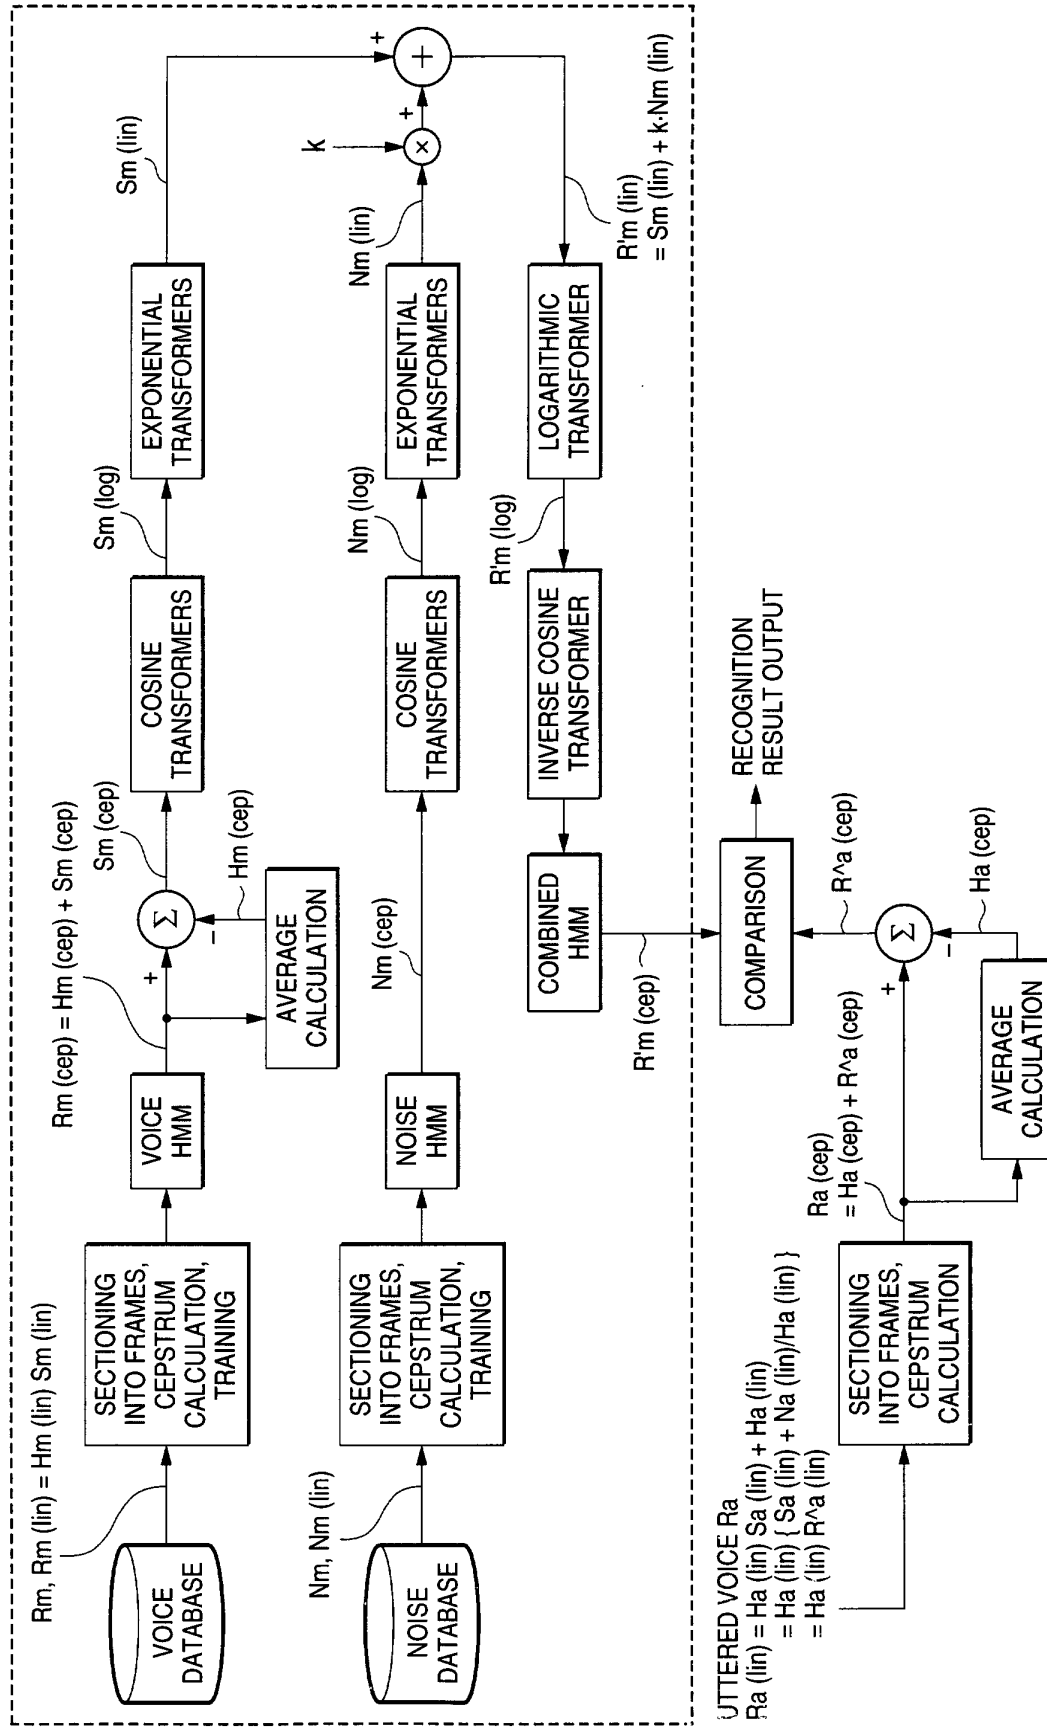 Rm, Rm (lin) = Hm (lin) Sm (lin)
VOICE
DATABASE
SECTIONING
INTO FRAMES,
CEPSTRUM
CALCULATION,
TRAINING
VOICE
HMM
Rm (cep) = Hm (cep) + Sm (cep)
+
Σ
−
AVERAGE
CALCULATION
Hm (cep)
Sm (cep)
COSINE
TRANSFORMERS
Sm (log)
EXPONENTIAL
TRANSFORMERS
Sm (lin)
+
+
Nm, Nm (lin)
NOISE
DATABASE
SECTIONING
INTO FRAMES,
CEPSTRUM
CALCULATION,
TRAINING
NOISE
HMM
Nm (cep)
COSINE
TRANSFORMERS
Nm (log)
EXPONENTIAL
TRANSFORMERS
Nm (lin)
k
×
+
R'm (lin)
= Sm (lin) + k·Nm (lin)
LOGARITHMIC
TRANSFORMER
R'm (log)
INVERSE COSINE
TRANSFORMER
COMBINED
HMM
R'm (cep)
COMPARISON
RECOGNITION
RESULT OUTPUT
UTTERED VOICE Ra
Ra (lin) = Ha (lin) Sa (lin) + Ha (lin)
= Ha (lin) { Sa (lin) + Na (lin)/Ha (lin) }
= Ha (lin) R^a (lin)
SECTIONING
INTO FRAMES,
CEPSTRUM
CALCULATION
Ra (cep)
= Ha (cep) + R^a (cep)
+
Σ
−
R^a (cep)
AVERAGE
CALCULATION
Ha (cep)